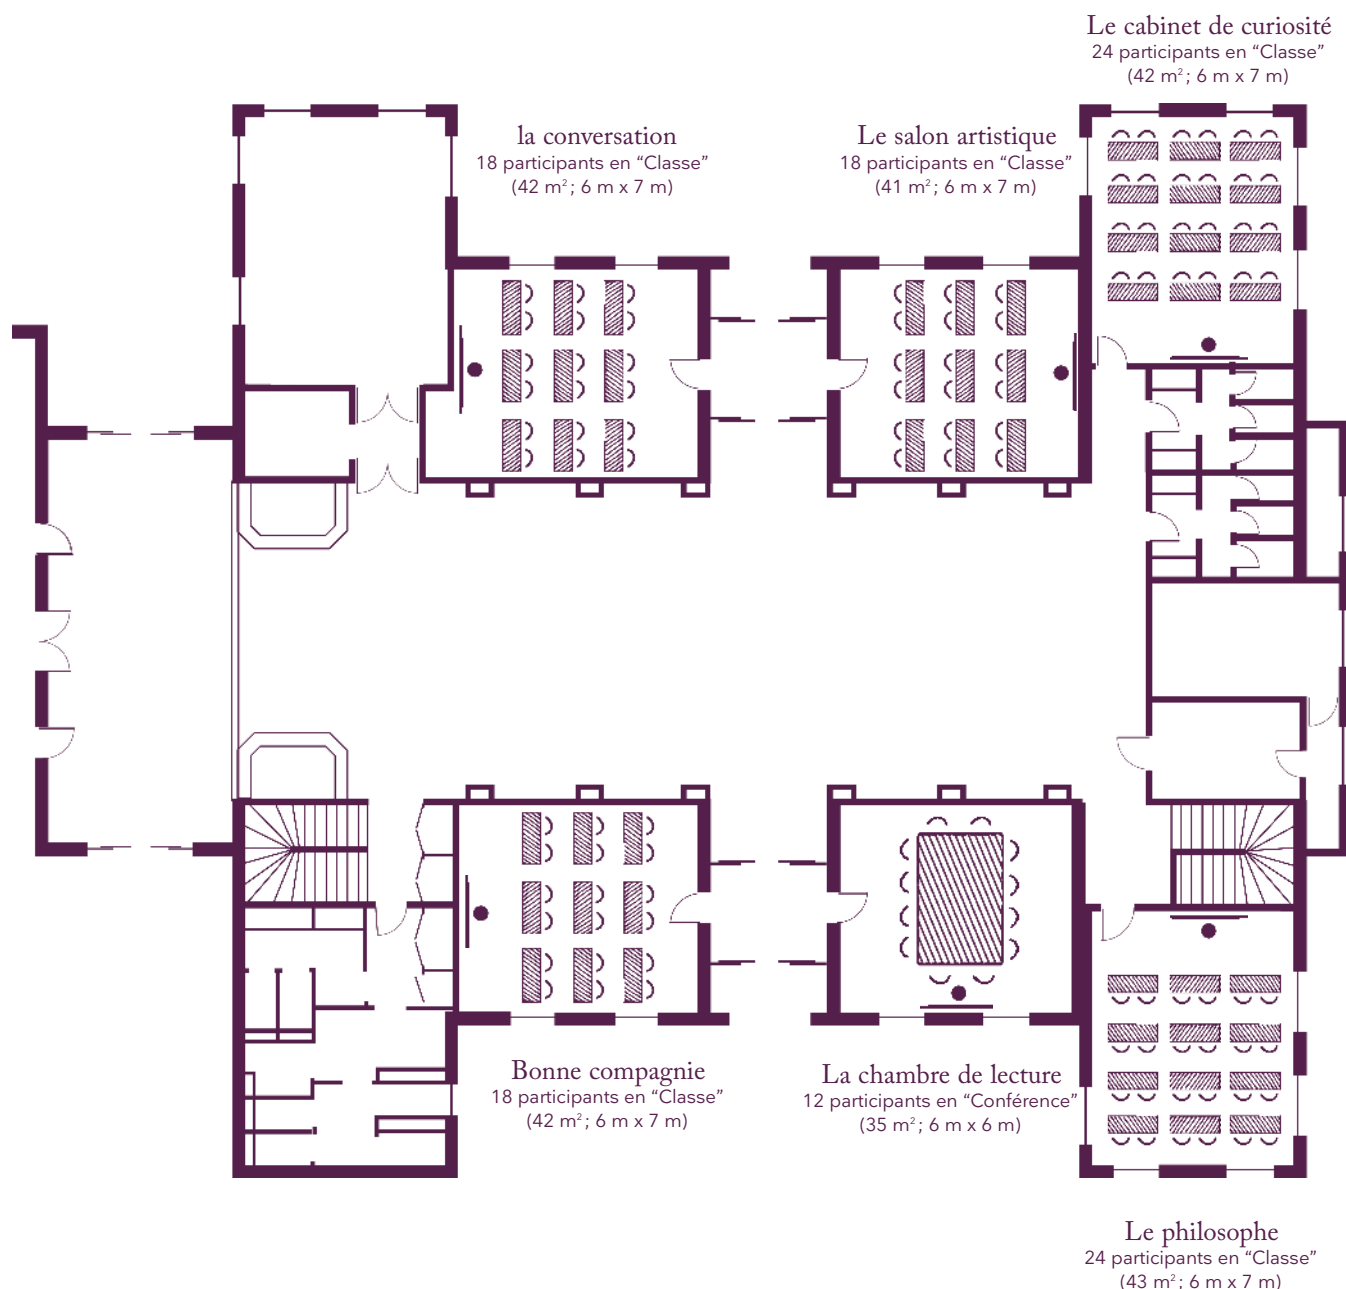 Le cabinet de curiosité
24 participants en “Classe”
(42 m²; 6 m x 7 m)
la conversation
18 participants en “Classe”
(42 m²; 6 m x 7 m)
Le salon artistique
18 participants en “Classe”
(41 m²; 6 m x 7 m)
Bonne compagnie
18 participants en “Classe”
(42 m²; 6 m x 7 m)
La chambre de lecture
12 participants en “Conférence”
(35 m²; 6 m x 6 m)
Le philosophe
24 participants en “Classe”
(43 m²; 6 m x 7 m)